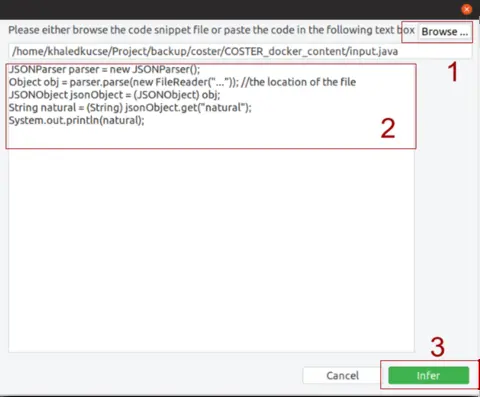 Please either browse the code snippet file or paste the code in the following text box
Browse ...
/home/khaledkucse/Project/backup/coster/COSTER_docker_content/input.java
1
JSONParser parser = new JSONParser();
Object obj = parser.parse(new FileReader("...")); //the location of the file
JSONObject jsonObject = (JSONObject) obj;
String natural = (String) jsonObject.get("natural");
System.out.println(natural);
2
3
Cancel
Infer